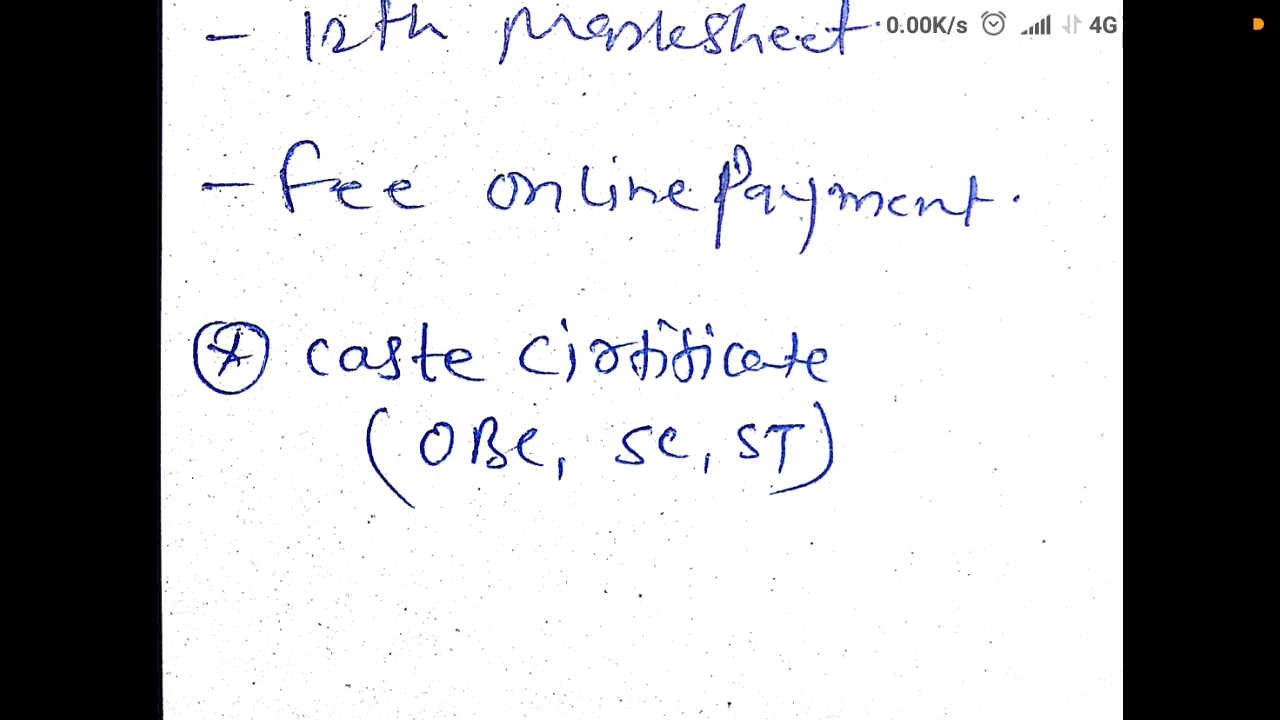 - 12th Marksheet.
0.00K/s 4G
- fee online Payment.
* Caste Cirtificate
(OBC, SC, ST)